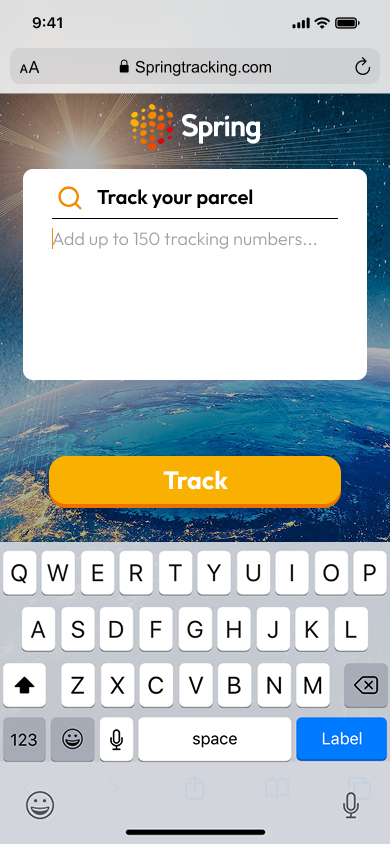 9:41
AA Springtracking.com
Spring
Track your parcel
Add up to 150 tracking numbers...
Track
Q W E R T Y U I O P
A S D F G H J K L
Z X C V B N M
123 space Label